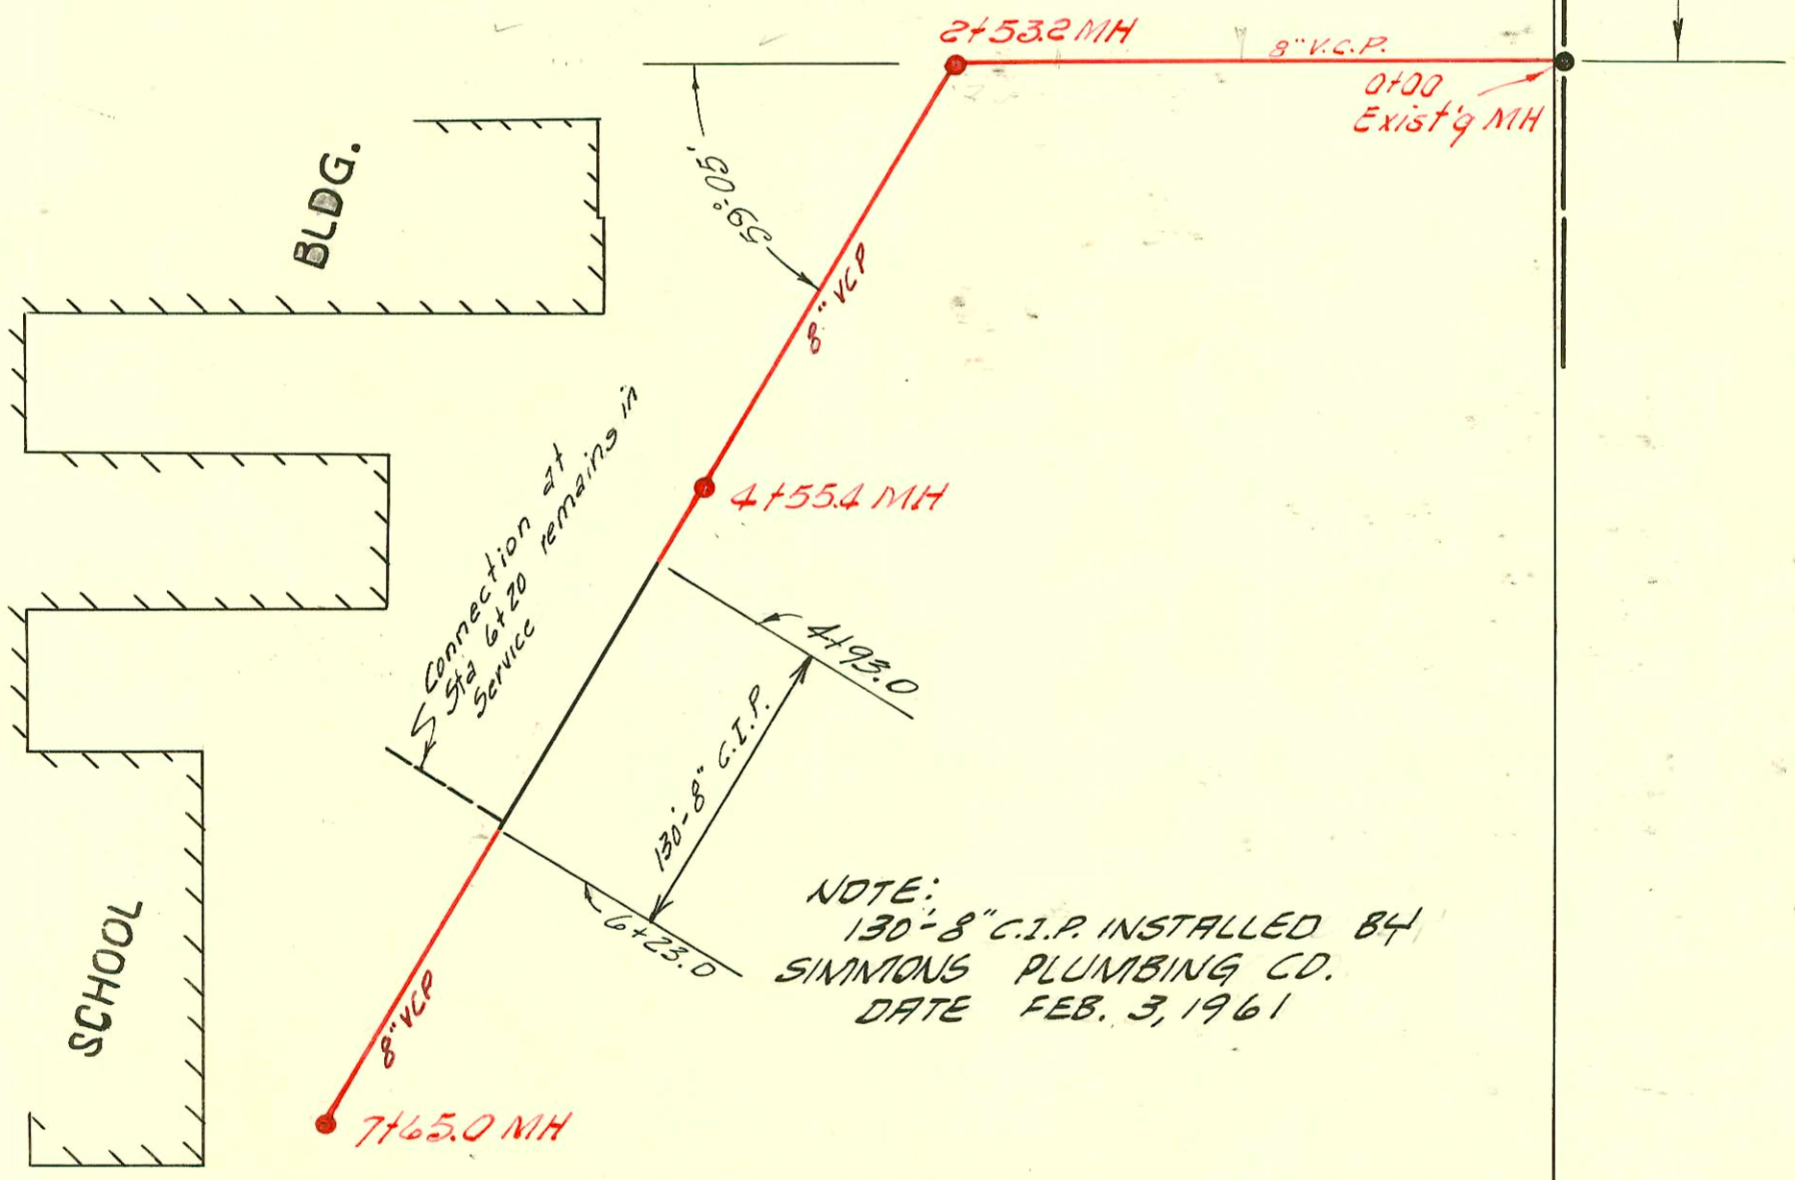 2+53.2 MH
8" V.C.P.
0+00
Exist'g MH
BLDG.
59°05'
8" VCP
Connection at
Sta 6+20 remains in
Service
4+55.4 MH
4+93.0
130'-8" C.I.P.
6+23.0
NOTE:
130'-8" C.I.P. INSTALLED BY
SIMMONS PLUMBING CO.
DATE FEB. 3, 1961
SCHOOL
8" VCP
7+65.0 MH